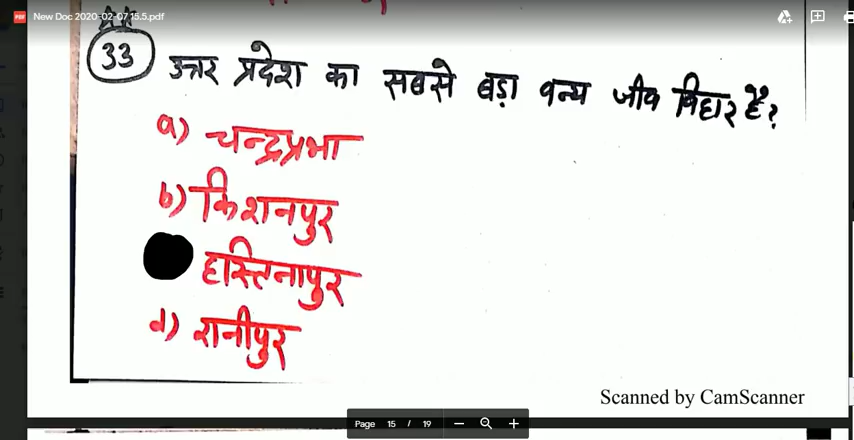 New Doc 2020-02-07 15.5.pdf
33 उत्तर प्रदेश का सबसे बड़ा वन्य जीव विहार है?
a) चन्द्रप्रभा
b) किशनपुर
हस्तिनापुर
d) रानीपुर
Scanned by CamScanner
Page 15 / 19